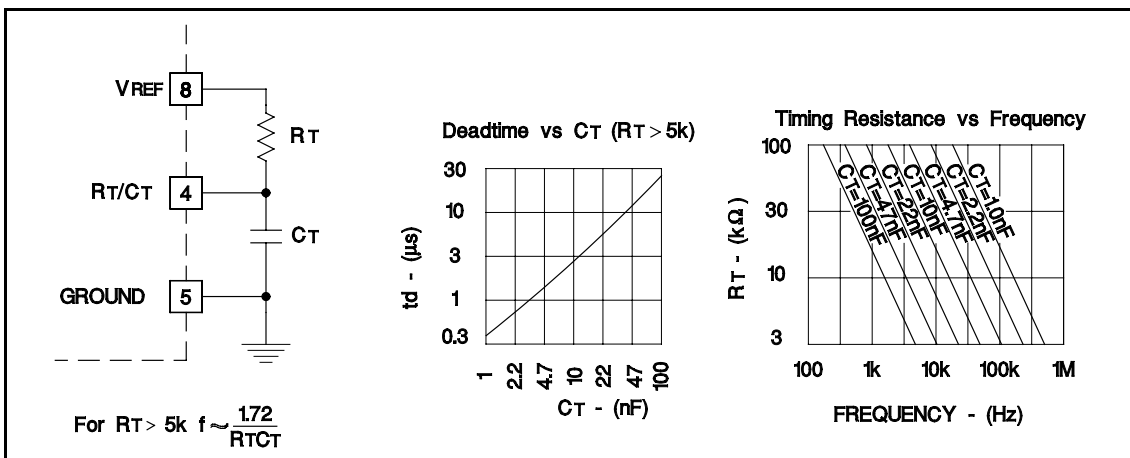 VREF 8
RT
RT/CT 4
CT
GROUND 5
For RT > 5k f ~ 1.72
RTCT
Deadtime vs CT (RT > 5k)
td - (µs)
30
10
3
1
0.3
1 2.2 4.7 10 22 47 100
CT - (nF)
Timing Resistance vs Frequency
RT - (kΩ)
100
30
10
3
CT=100nF
CT=47nF
CT=22nF
CT=10nF
CT=4.7nF
CT=2.2nF
CT=1.0nF
100 1k 10k 100k 1M
FREQUENCY - (Hz)